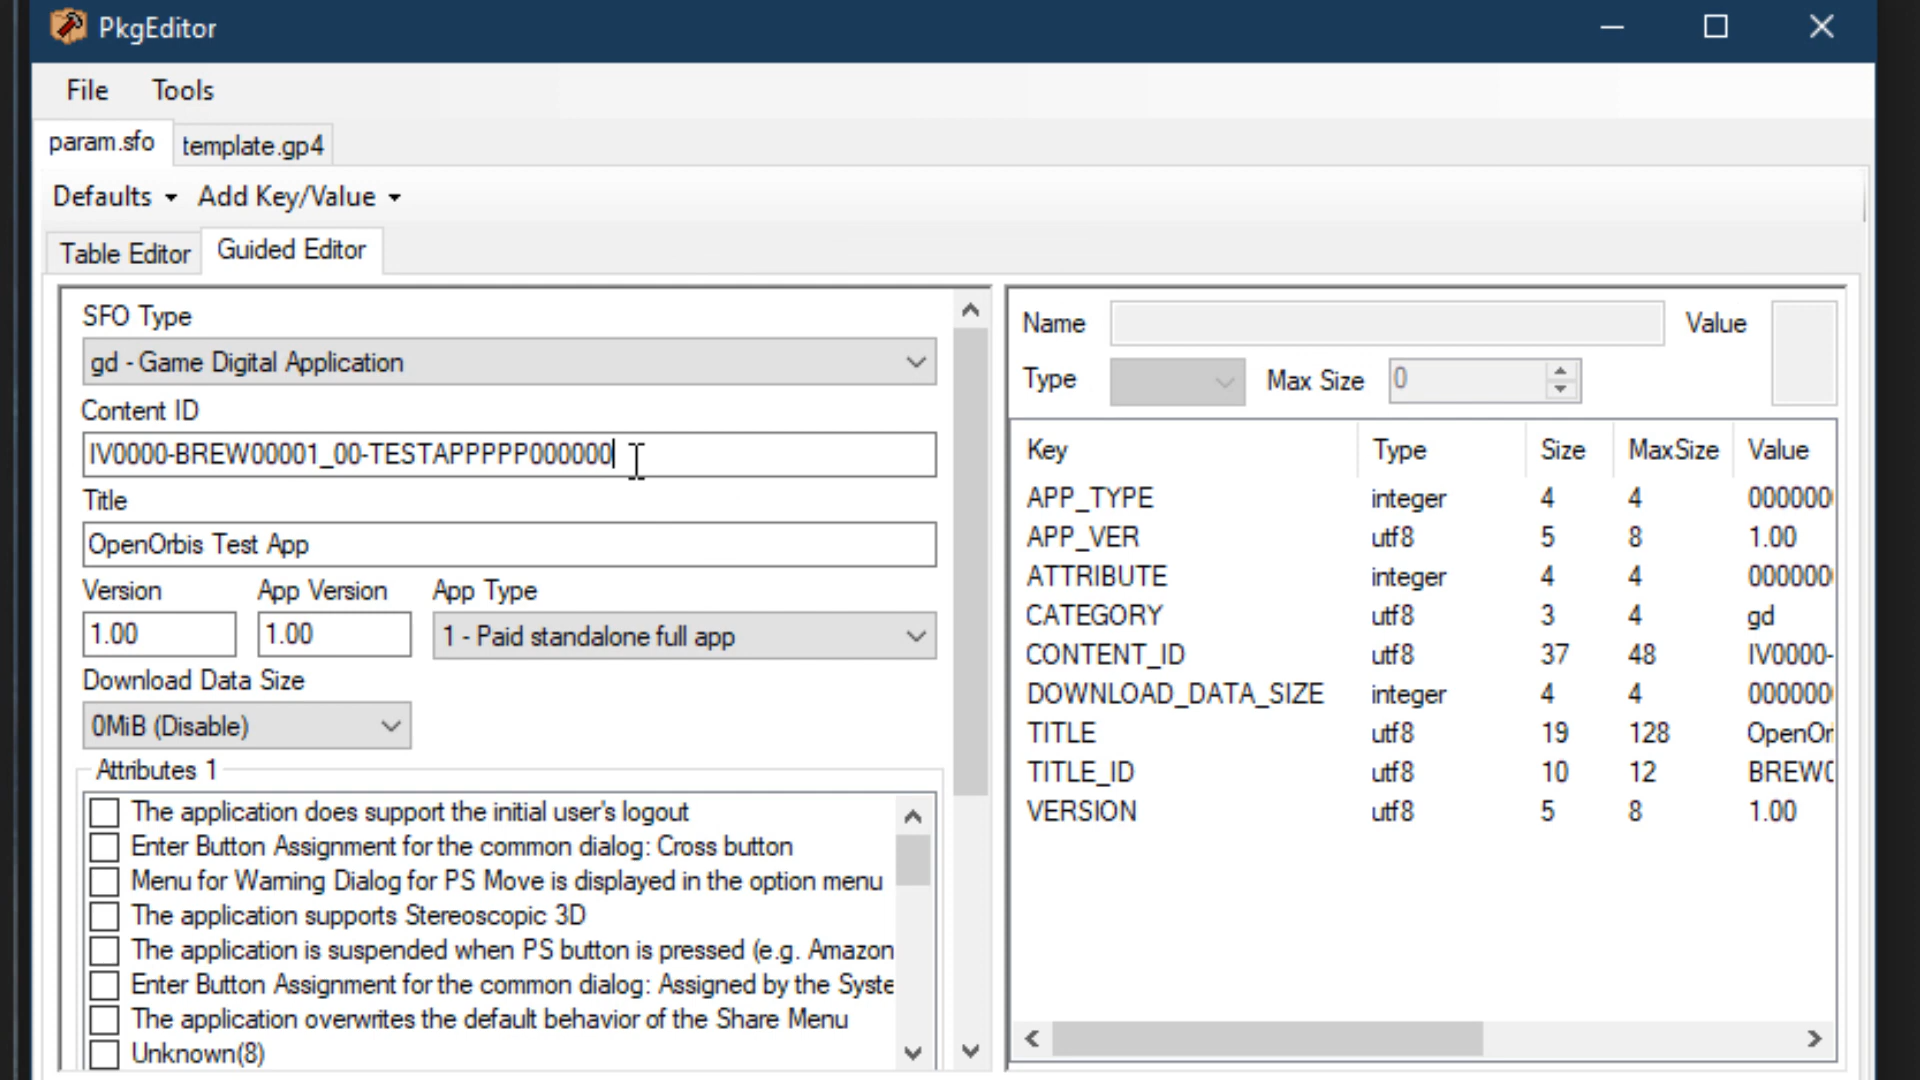 PkgEditor
File Tools
param.sfo template.gp4
Defaults Add Key/Value
Table Editor Guided Editor
SFO Type
gd - Game Digital Application
Content ID
IV0000-BREW00001_00-TESTAPPPPP000000
Title
OpenOrbis Test App
Version App Version App Type
1.00 1.00 1 - Paid standalone full app
Download Data Size
0MiB (Disable)
Attributes 1
The application does support the initial user's logout
Enter Button Assignment for the common dialog: Cross button
Menu for Warning Dialog for PS Move is displayed in the option menu
The application supports Stereoscopic 3D
The application is suspended when PS button is pressed (e.g. Amazon
Enter Button Assignment for the common dialog: Assigned by the Syste
The application overwrites the default behavior of the Share Menu
Unknown(8)
Name Value
Type Max Size 0
Key Type Size MaxSize Value
APP_TYPE integer 4 4 000000
APP_VER utf8 5 8 1.00
ATTRIBUTE integer 4 4 000000
CATEGORY utf8 3 4 gd
CONTENT_ID utf8 37 48 IV0000-
DOWNLOAD_DATA_SIZE integer 4 4 000000
TITLE utf8 19 128 OpenOr
TITLE_ID utf8 10 12 BREW0
VERSION utf8 5 8 1.00